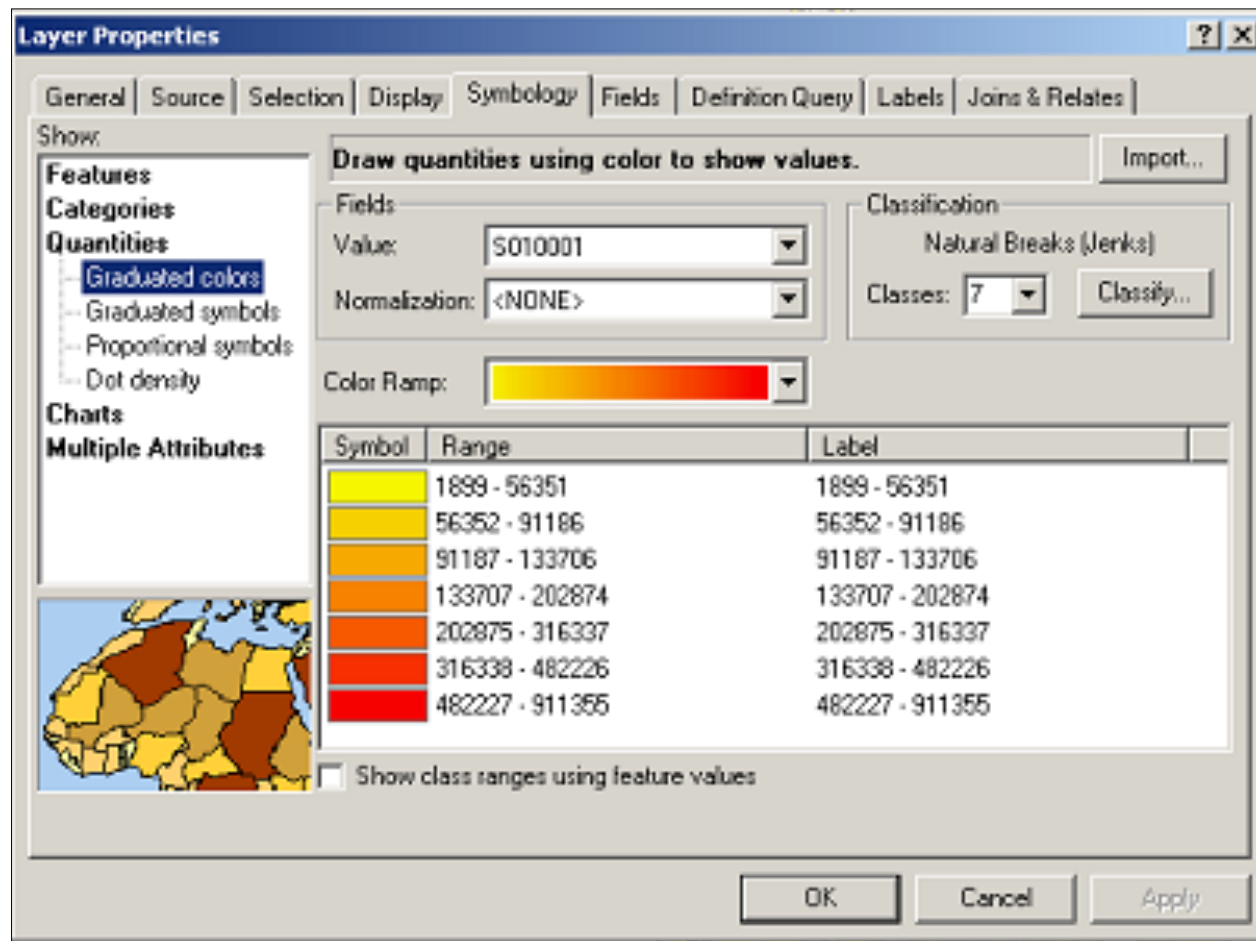 Layer Properties
General Source Selection Display Symbology Fields Definition Query Labels Joins & Relates
Show:
Features
Categories
Quantities
Graduated colors
Graduated symbols
Proportional symbols
Dot density
Charts
Multiple Attributes
Draw quantities using color to show values.
Import...
Fields
Value: S010001
Normalization: <NONE>
Classification
Natural Breaks (Jenks)
Classes: 7 Classify...
Color Ramp:
Symbol Range Label
1899 - 56351 1899 - 56351
56352 - 91186 56352 - 91186
91187 - 133706 91187 - 133706
133707 - 202874 133707 - 202874
202875 - 316337 202875 - 316337
316338 - 482226 316338 - 482226
482227 - 911355 482227 - 911355
Show class ranges using feature values
OK Cancel Apply